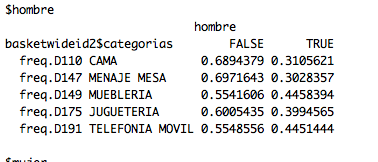 $hombre
hombre
basketwideid2$categorias FALSE TRUE
freq.D110 CAMA 0.6894379 0.3105621
freq.D147 MENAJE MESA 0.6971643 0.3028357
freq.D149 MUEBLERIA 0.5541606 0.4458394
freq.D175 JUGUETERIA 0.6005435 0.3994565
freq.D191 TELEFONIA MOVIL 0.5548556 0.4451444